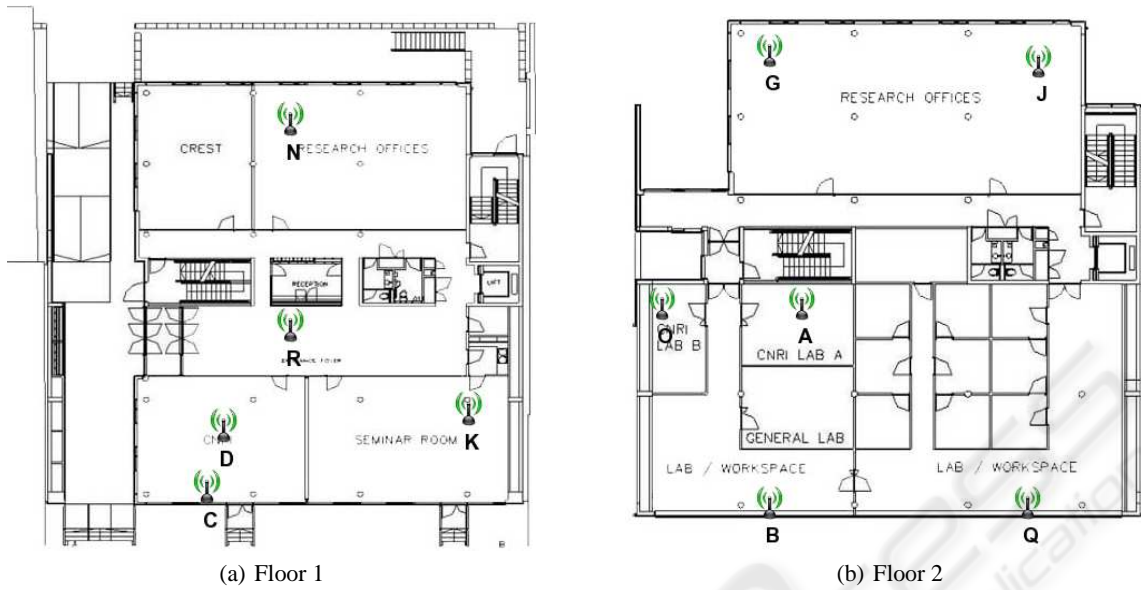 CREST
N
RESEARCH OFFICES
RECEPTION
LIFT
R
D
SEMINAR ROOM
K
C
(a) Floor 1
G
J
RESEARCH OFFICES
O
CNRI
LAB B
A
CNRI LAB A
GENERAL LAB
LAB / WORKSPACE
LAB / WORKSPACE
B
Q
(b) Floor 2